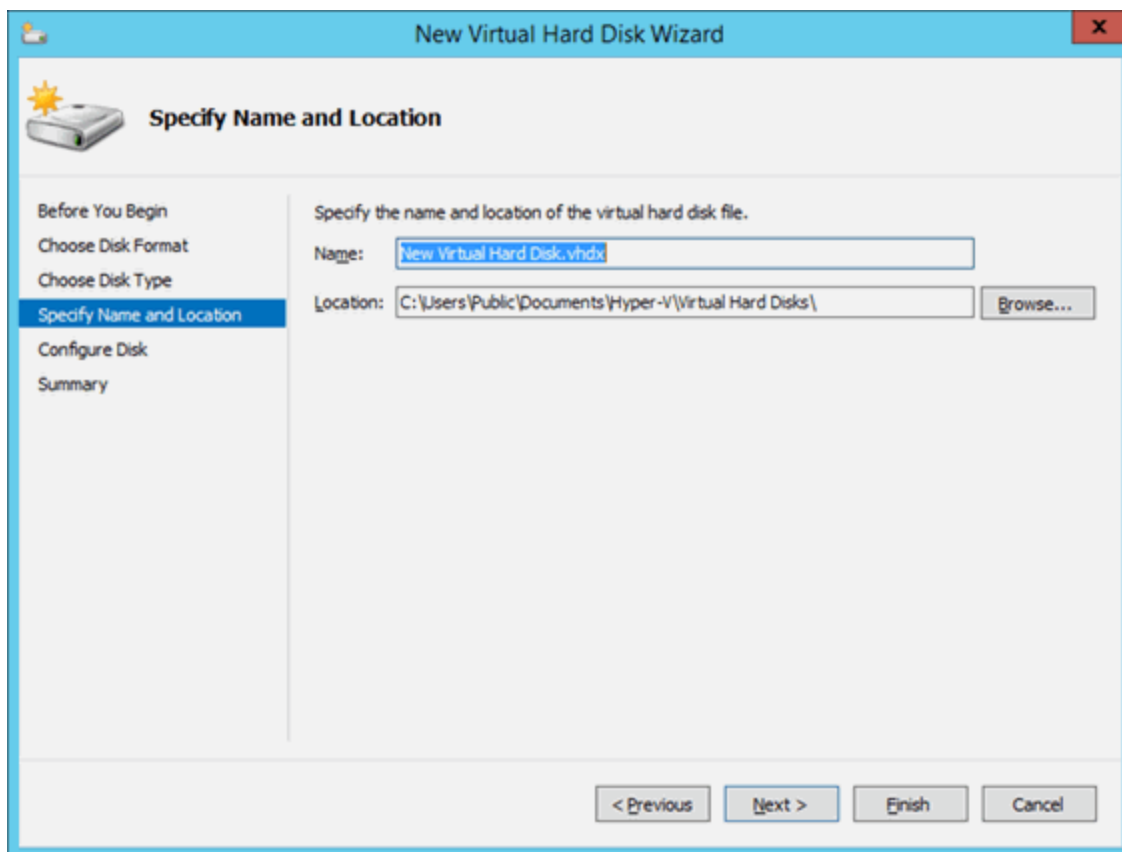 New Virtual Hard Disk Wizard
x
Specify Name and Location
Before You Begin
Choose Disk Format
Choose Disk Type
Specify Name and Location
Configure Disk
Summary
Specify the name and location of the virtual hard disk file.
Name: New Virtual Hard Disk.vhdx
Location: C:\Users\Public\Documents\Hyper-V\Virtual Hard Disks\ Browse...
< Previous Next > Finish Cancel